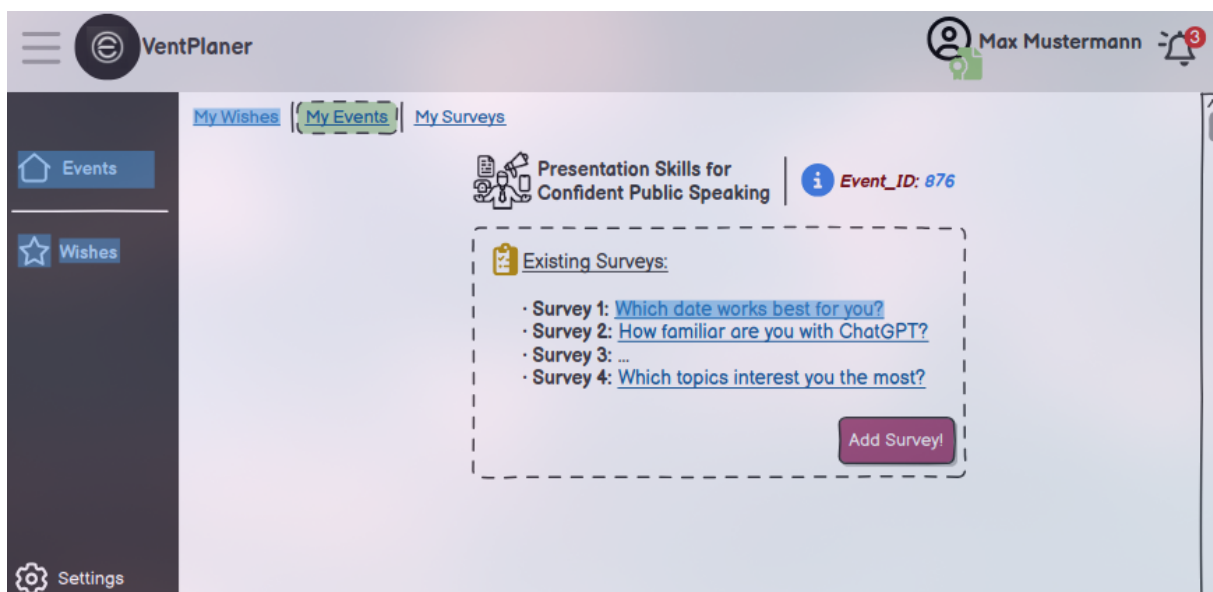 VentPlaner
Max Mustermann
3
My Wishes | My Events | My Surveys
Events
Wishes
Presentation Skills for
Confident Public Speaking
Event_ID: 876
Existing Surveys:
· Survey 1: Which date works best for you?
· Survey 2: How familiar are you with ChatGPT?
· Survey 3: ...
· Survey 4: Which topics interest you the most?
Add Survey!
Settings